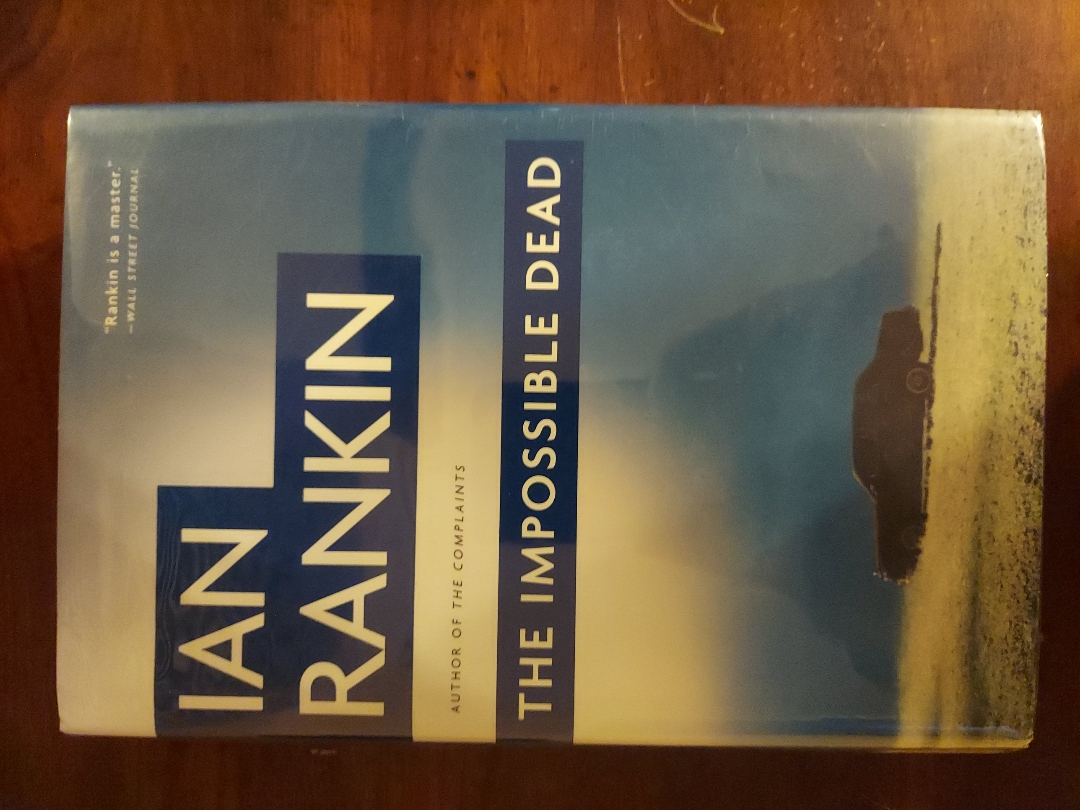 "Rankin is a master."
—WALL STREET JOURNAL
IAN
RANKIN
AUTHOR OF THE COMPLAINTS
THE IMPOSSIBLE DEAD